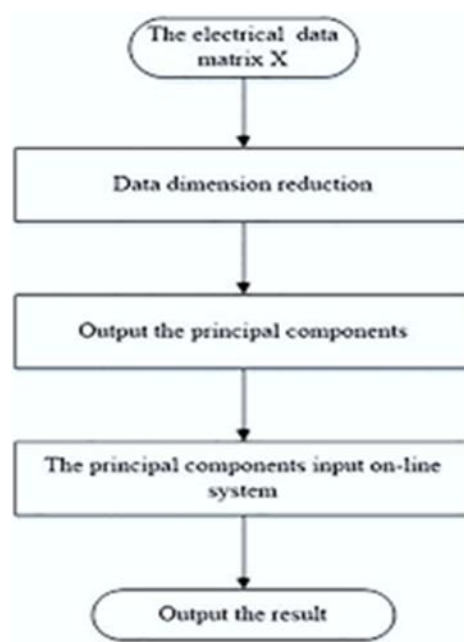 The electrical data
matrix X
Data dimension reduction
Output the principal components
The principal components input on-line
system
Output the result